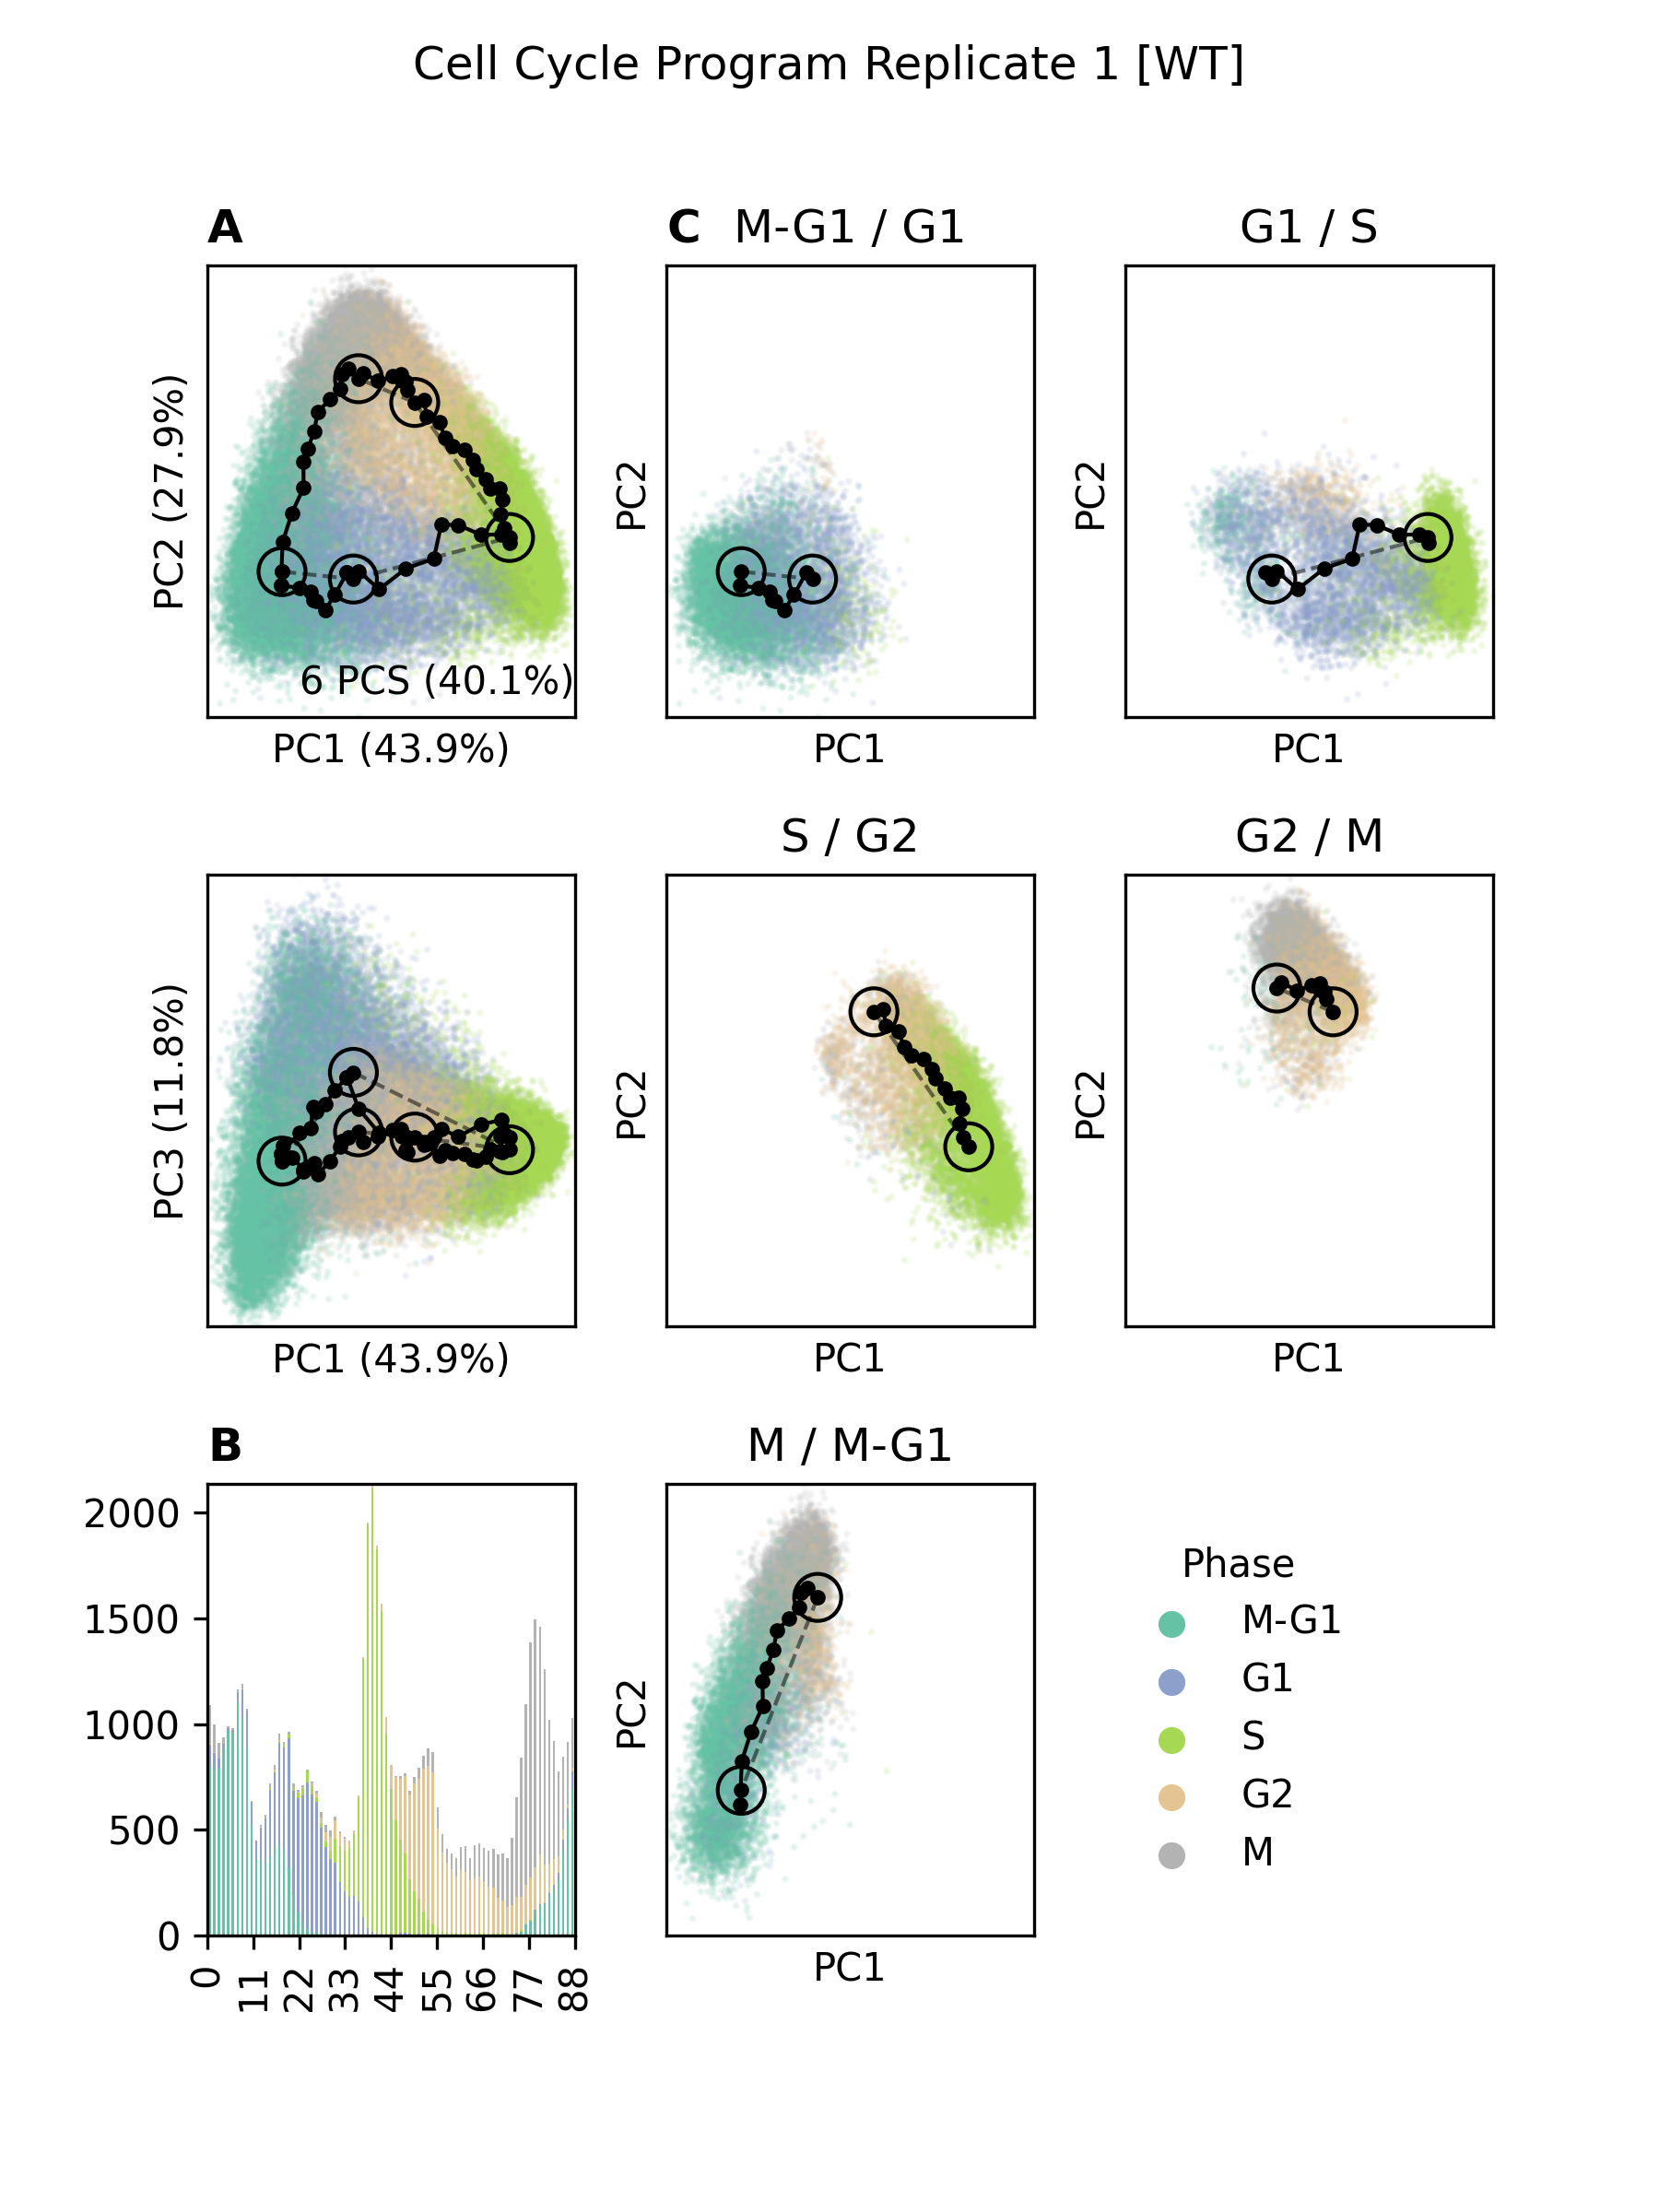 Cell Cycle Program Replicate 1 [WT]
A
C M-G1 / G1
G1 / S
PC2 (27.9%)
6 PCS (40.1%)
PC1 (43.9%)
PC2
PC1
PC2
PC1
S / G2
G2 / M
PC3 (11.8%)
PC1 (43.9%)
PC2
PC1
PC2
PC1
B
M / M-G1
2000
1500
1000
500
0
0 11 22 33 44 55 66 77 88
PC2
PC1
Phase
M-G1
G1
S
G2
M